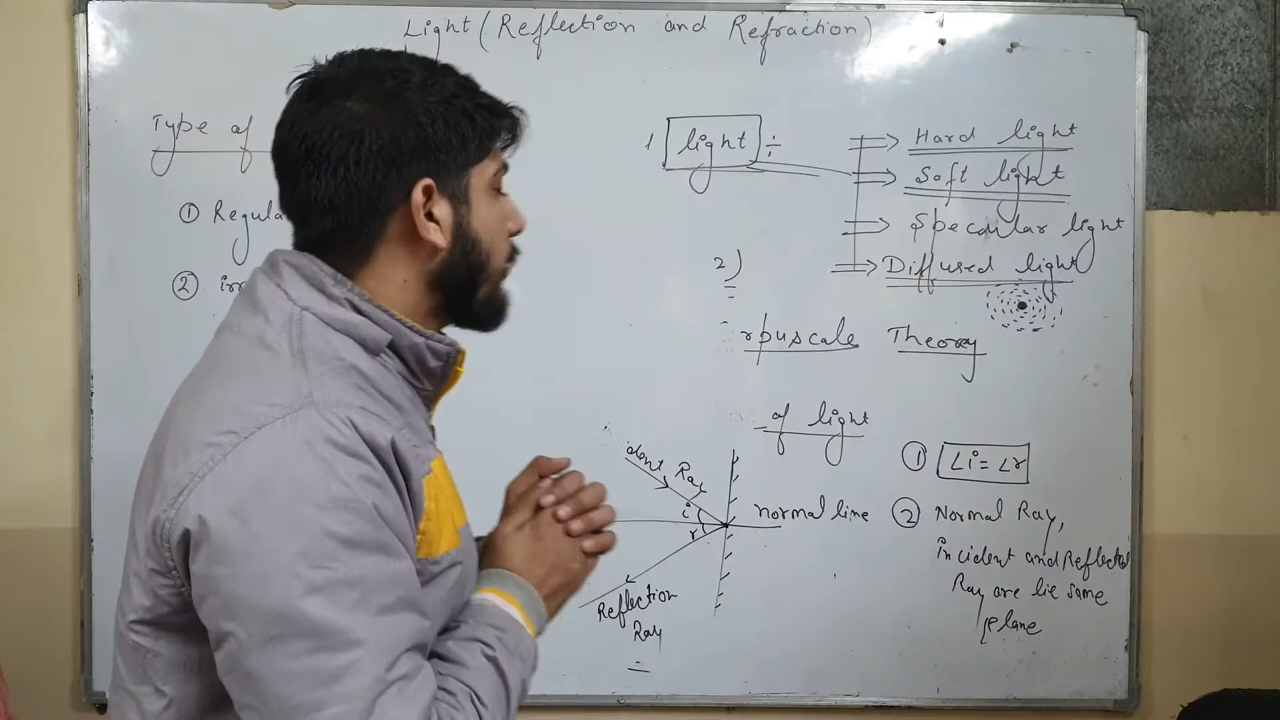 Light (Reflection and Refraction)
Type of
① Regula
② irr
1 light ÷
⇒ Hard light
⇒ Soft light
⇒ Specular light
⇒ Diffused light
2)
rpuscale Theory
of light
dent Ray
i
r
normal line
Reflection
Ray
① ∠i = ∠r
② Normal Ray,
incident and Reflected
Ray are lie same
plane